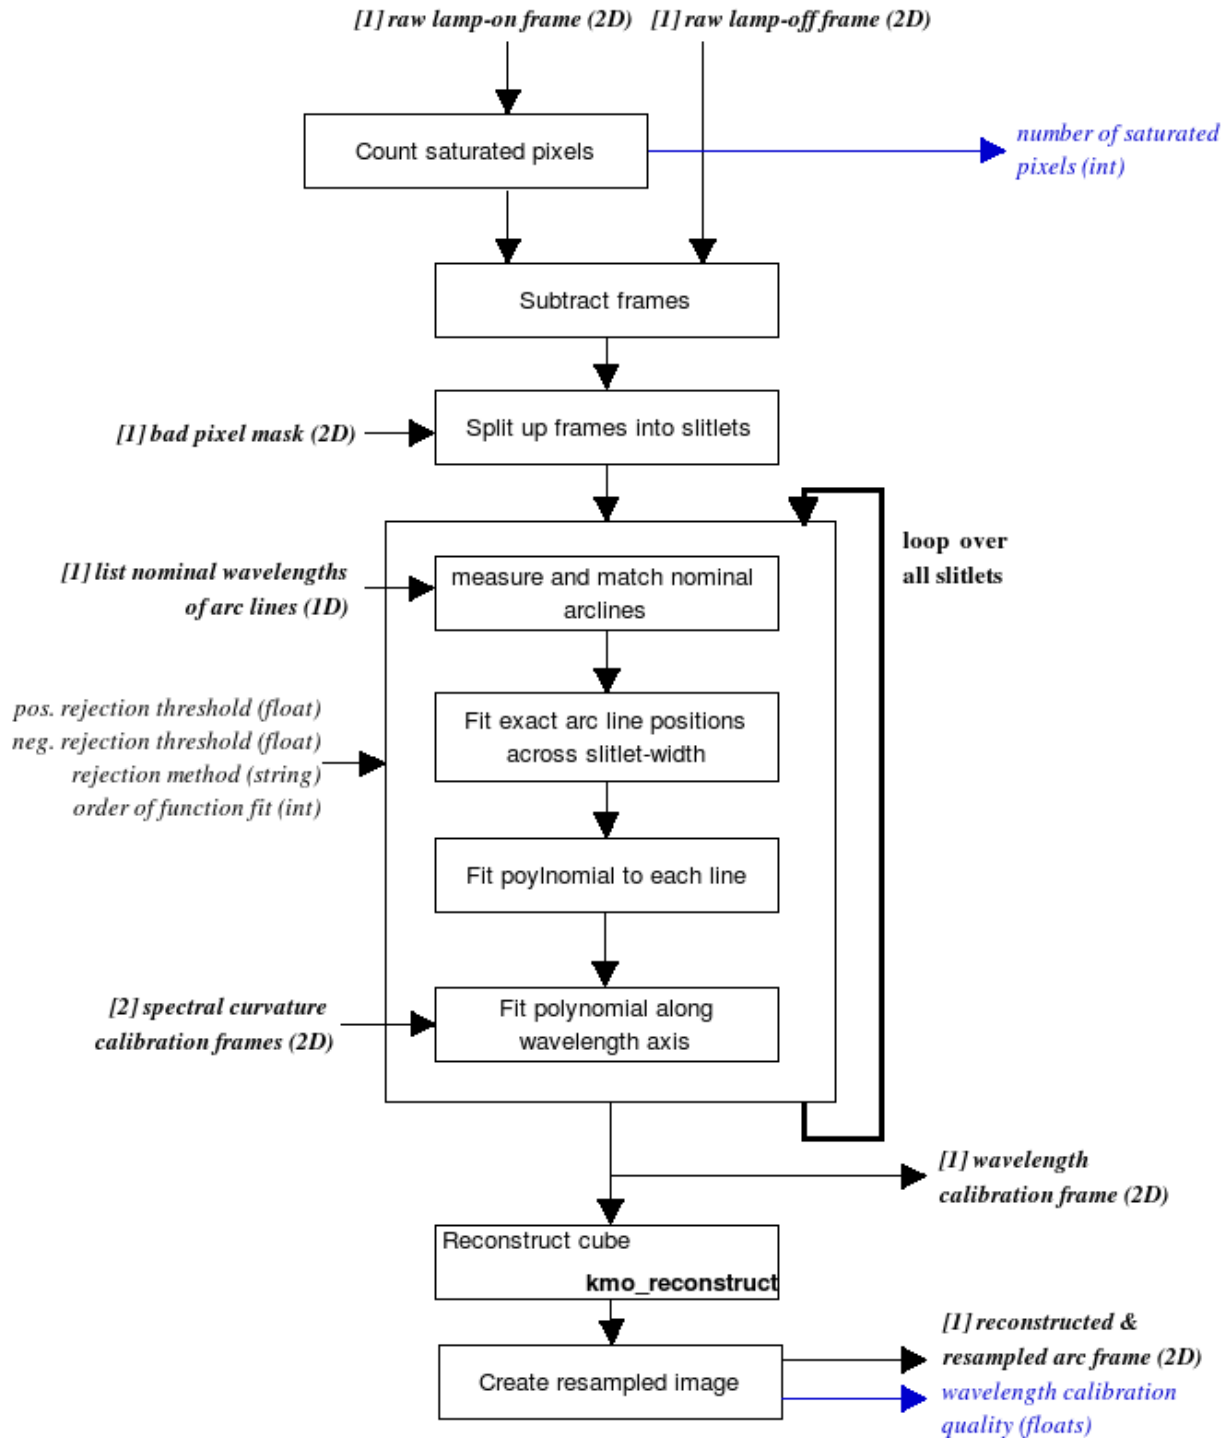 [1] raw lamp-on frame (2D) [1] raw lamp-off frame (2D)
Count saturated pixels
number of saturated
pixels (int)
Subtract frames
[1] bad pixel mask (2D)
Split up frames into slitlets
loop over
all slitlets
[1] list nominal wavelengths
of arc lines (1D)
measure and match nominal
arclines
pos. rejection threshold (float)
neg. rejection threshold (float)
rejection method (string)
order of function fit (int)
Fit exact arc line positions
across slitlet-width
Fit poylnomial to each line
[2] spectral curvature
calibration frames (2D)
Fit polynomial along
wavelength axis
[1] wavelength
calibration frame (2D)
Reconstruct cube
kmo_reconstruct
Create resampled image
[1] reconstructed &
resampled arc frame (2D)
wavelength calibration
quality (floats)